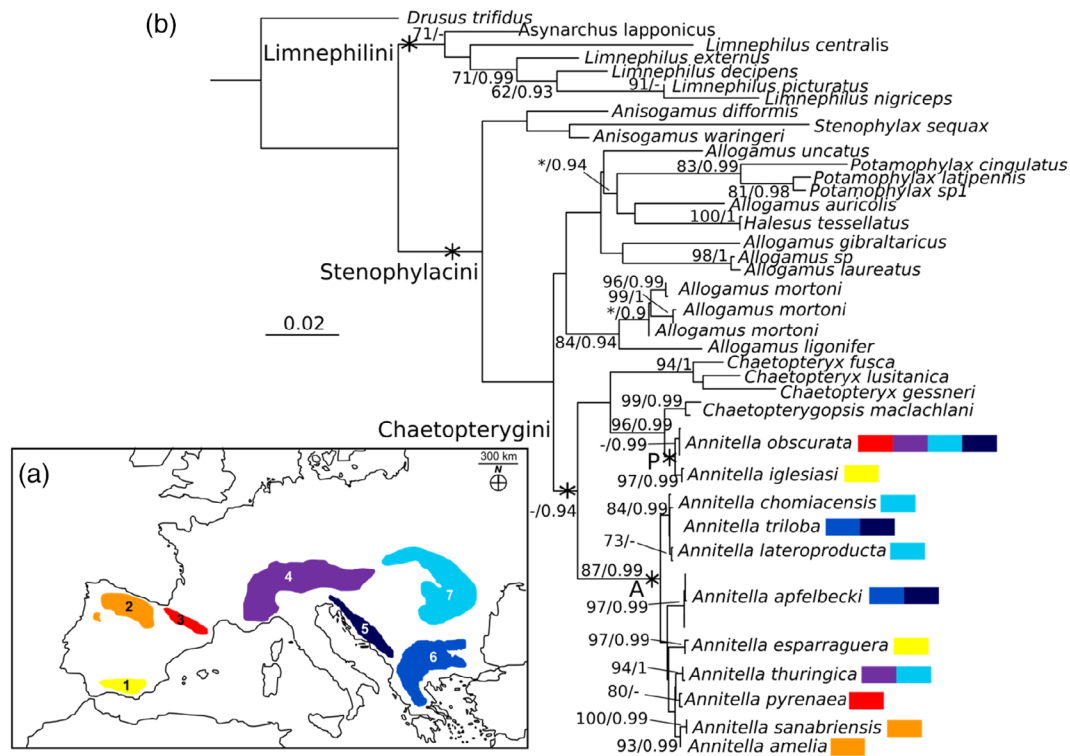 (b)
Drusus trifidus
71/-
Asynarchus lapponicus
Limnephilini
Limnephilus centralis
Limnephilus externus
71/0.99
Limnephilus decipens
62/0.93
91/-
Limnephilus picturatus
Limnephilus nigriceps
Anisogamus difformis
Stenophylax sequax
Anisogamus waringeri
Allogamus uncatus
*/0.94
83/0.99
Potamophylax cingulatus
Potamophylax latipennis
81/0.98
Potamophylax sp1
Allogamus auricolis
100/1
Halesus tessellatus
Stenophylacini
Allogamus gibraltaricus
98/1
Allogamus sp
Allogamus laureatus
96/0.99
Allogamus mortoni
99/1
*/0.9
Allogamus mortoni
0.02
Allogamus mortoni
84/0.94
Allogamus ligonifer
94/1
Chaetopteryx fusca
Chaetopteryx lusitanica
Chaetopteryx gessneri
99/0.99
Chaetopterygopsis maclachlani
Chaetopterygini
96/0.99
-/0.99
Annitella obscurata
P
97/0.99
Annitella iglesiasi
-/0.94
84/0.99
Annitella chomiacensis
Annitella triloba
73/-
Annitella lateroproducta
87/0.99
A
97/0.99
Annitella apfelbecki
97/0.99
Annitella esparraguera
94/1
Annitella thuringica
80/-
Annitella pyrenaea
100/0.99
Annitella sanabriensis
93/0.99
Annitella amelia
(a)
300 km
N
4
7
2
3
5
6
1